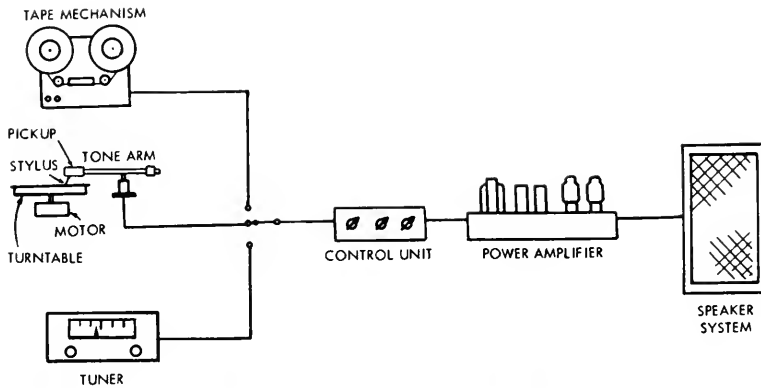 TAPE MECHANISM
PICKUP
STYLUS
TONE ARM
MOTOR
TURNTABLE
CONTROL UNIT
POWER AMPLIFIER
SPEAKER
SYSTEM
TUNER